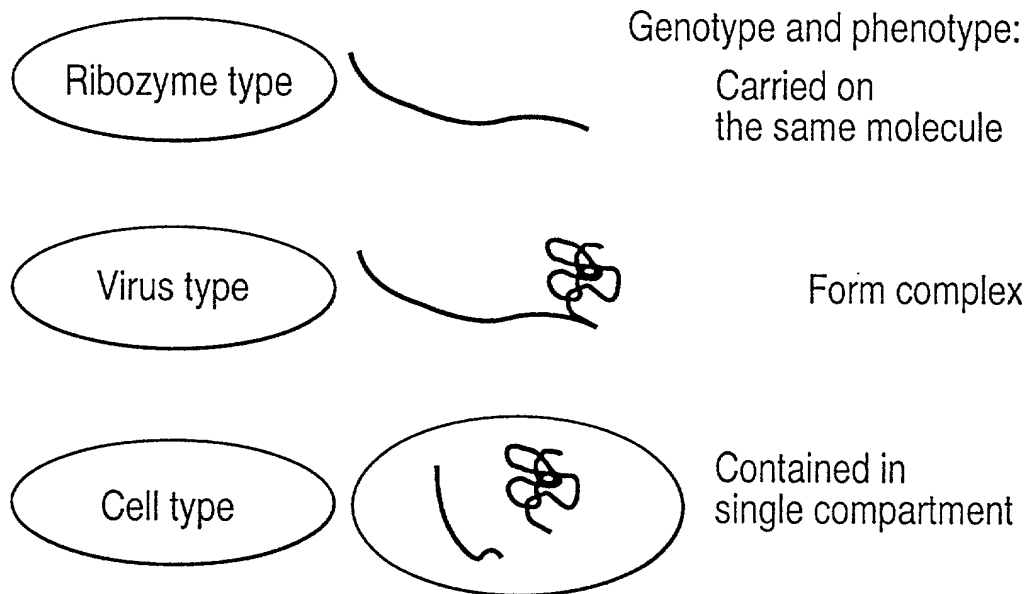 Genotype and phenotype:
Ribozyme type
Carried on
the same molecule
Virus type
Form complex
Cell type
Contained in
single compartment